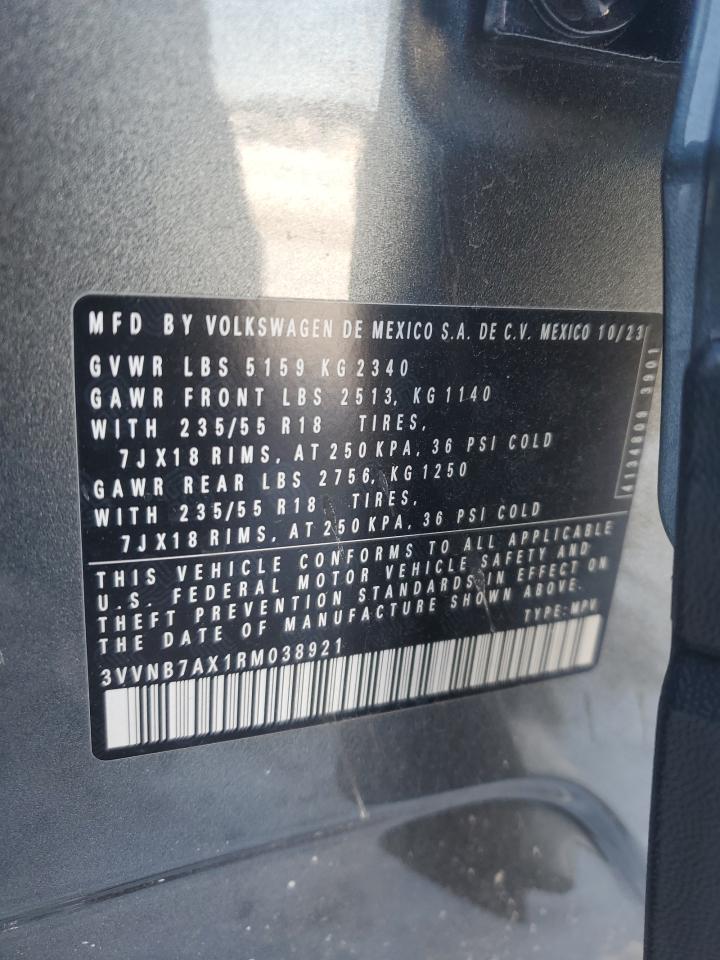 MFD BY VOLKSWAGEN DE MEXICO S.A. DE C.V. MEXICO 10/23
GVWR LBS 5159 KG 2340
GAWR FRONT LBS 2513, KG 1140
WITH 235/55 R18 TIRES,
7JX18 RIMS, AT 250 KPA, 36 PSI COLD
GAWR REAR LBS 2756, KG 1250
WITH 235/55 R18 TIRES,
7JX18 RIMS, AT 250 KPA, 36 PSI COLD
THIS VEHICLE CONFORMS TO ALL APPLICABLE
U.S. FEDERAL MOTOR VEHICLE SAFETY AND
THEFT PREVENTION STANDARDS IN EFFECT ON
THE DATE OF MANUFACTURE SHOWN ABOVE.
TYPE: MPV
3VVNB7AX1RM038921
3901